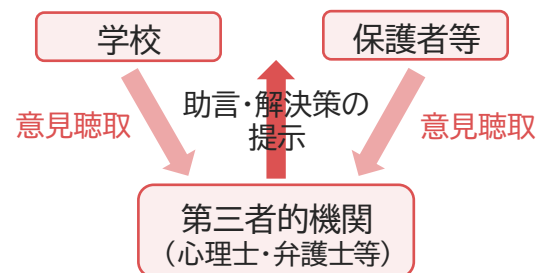 学校
保護者等
助言・解決策の
提示
意見聴取
意見聴取
第三者的機関
（心理士・弁護士等）